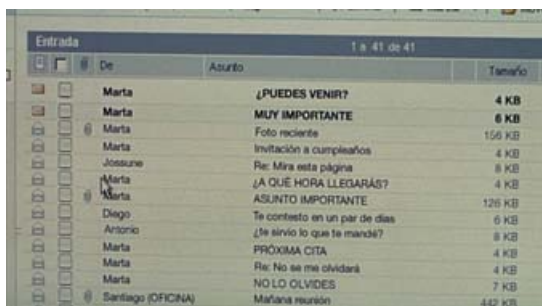 Entrada 1 a 41 de 41
De Asunto Tamaño
Marta ¿PUEDES VENIR? 4 KB
Marta MUY IMPORTANTE 6 KB
Marta Foto reciente 156 KB
Marta Invitación a cumpleaños 4 KB
Jossune Re: Mira esta página 8 KB
Marta ¿A QUÉ HORA LLEGARÁS? 4 KB
Marta ASUNTO IMPORTANTE 126 KB
Diego Te contesto en un par de dias 6 KB
Antonio ¿te sirvio lo que te mandé? 8 KB
Marta PRÓXIMA CITA 4 KB
Marta Re: No se me olvidará 4 KB
Marta NO LO OLVIDES 7 KB
Santiago (OFICINA) Mañana reunión 442 KB